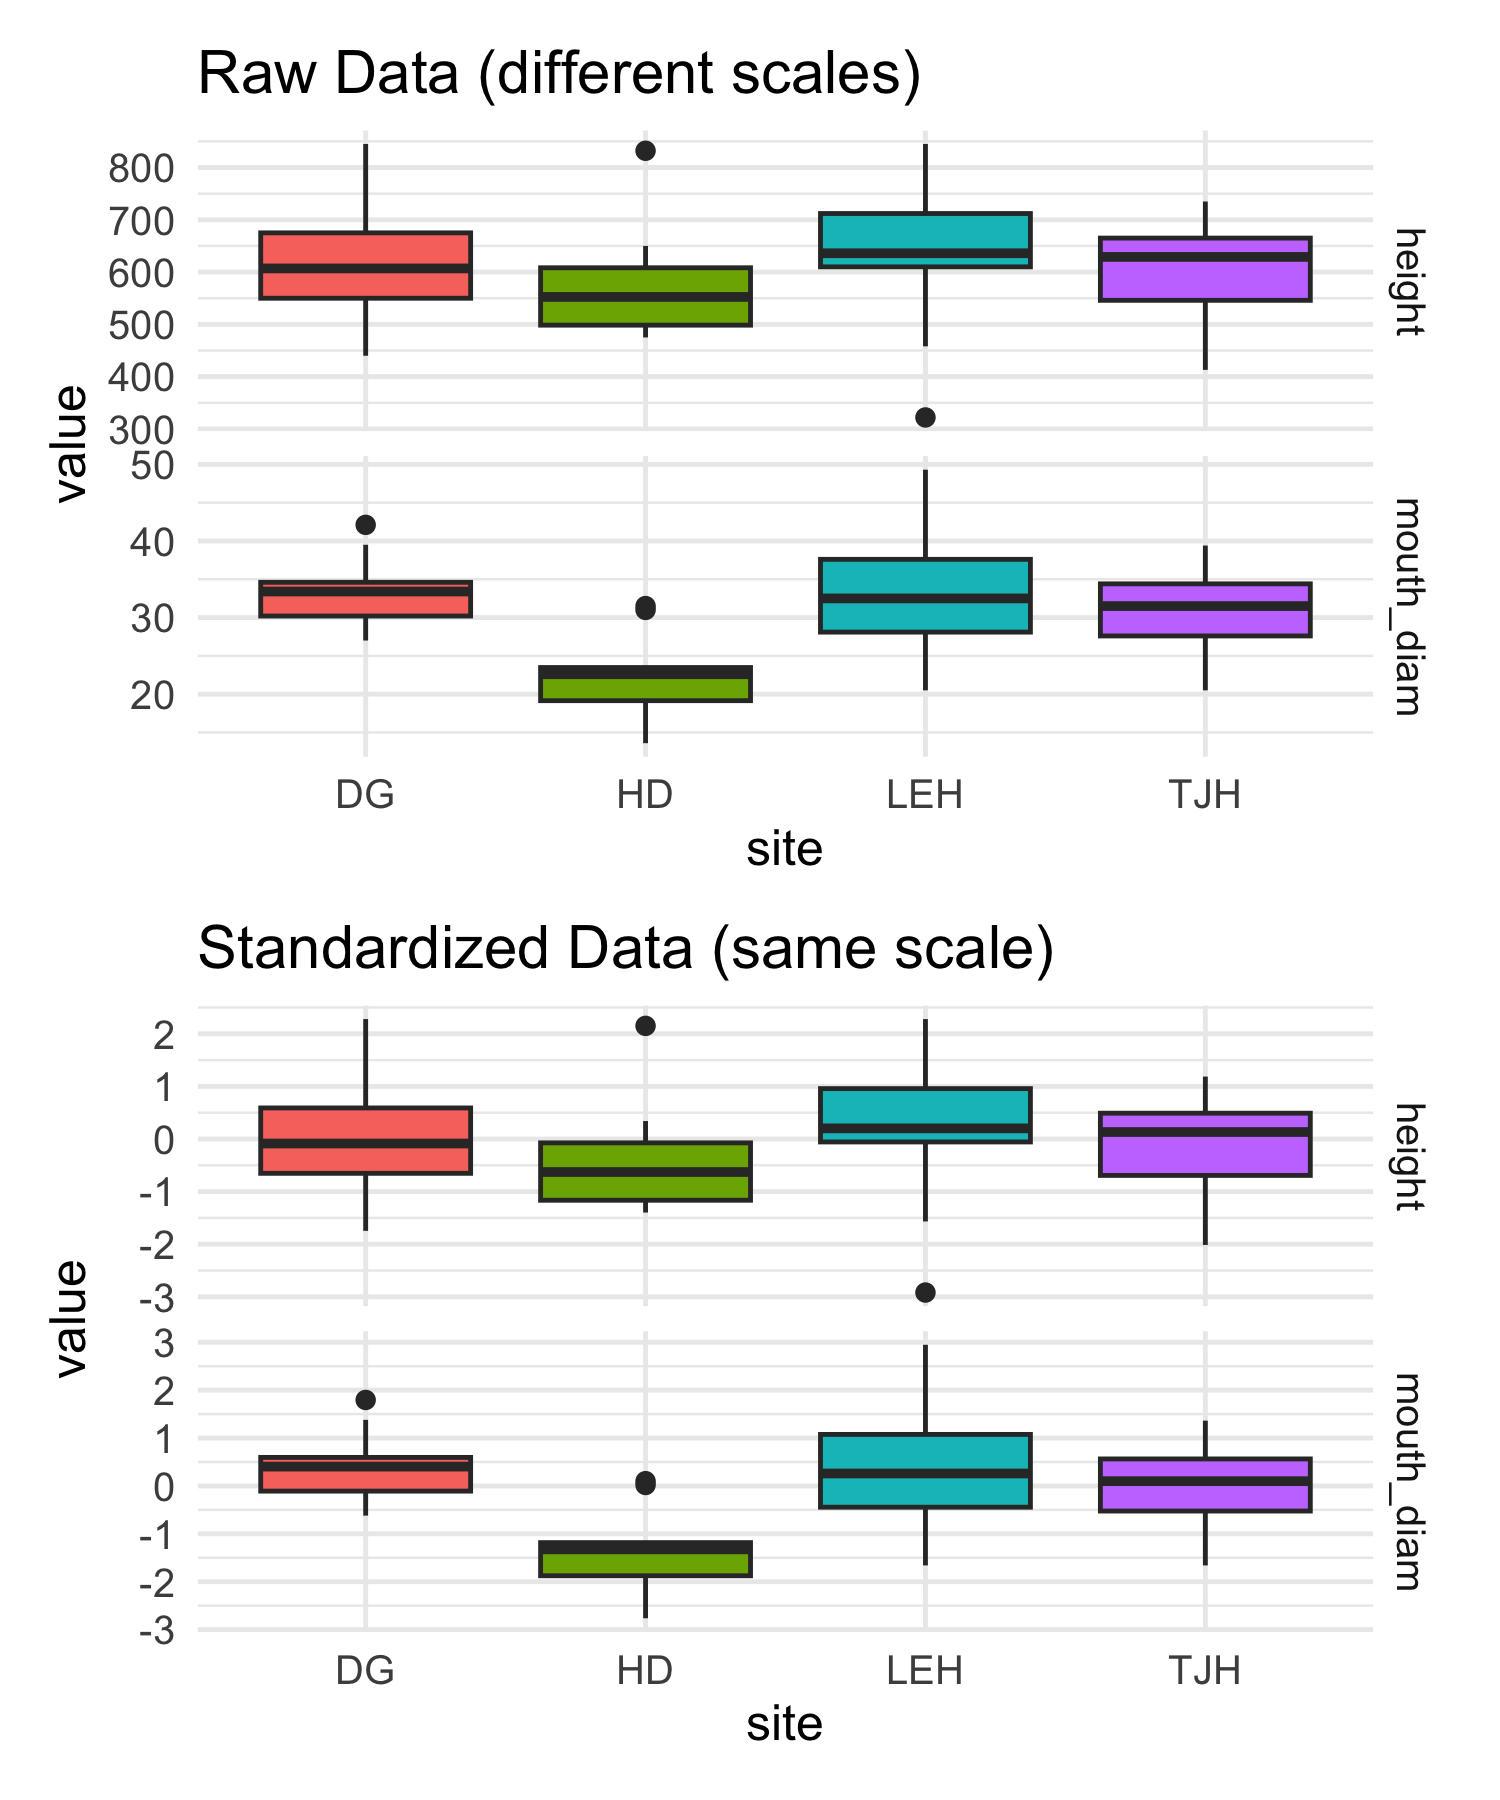 Raw Data (different scales)
800
700
600
500
400
300
height
50
40
30
20
mouth_diam
value
DG HD LEH TJH
site
Standardized Data (same scale)
2
1
0
-1
-2
-3
height
3
2
1
0
-1
-2
-3
mouth_diam
value
DG HD LEH TJH
site